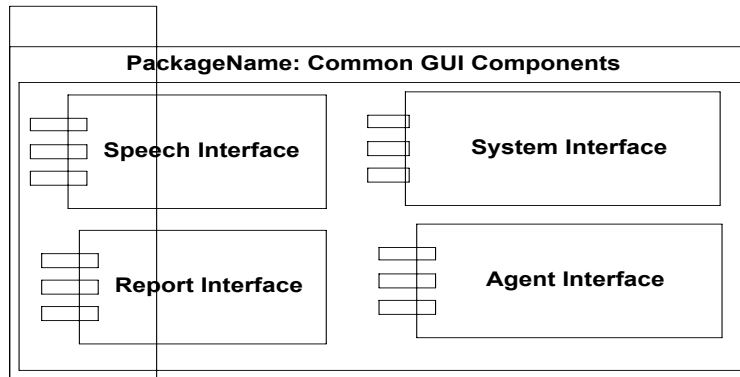 PackageName: Common GUI Components
Speech Interface
System Interface
Report Interface
Agent Interface